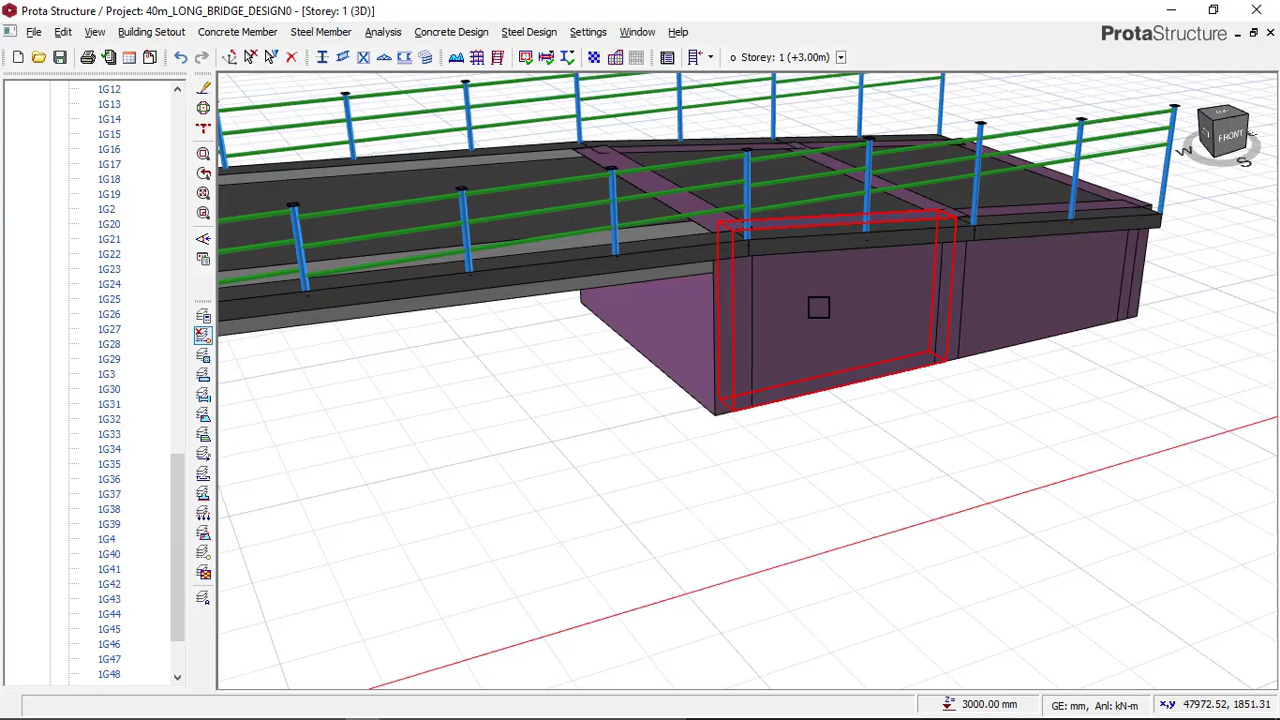 Prota Structure / Project: 40m_LONG_BRIDGE_DESIGN0 - [Storey: 1 (3D)]
File Edit View Building Setout Concrete Member Steel Member Analysis Concrete Design Steel Design Settings Window Help
ProtaStructure
Storey: 1 (+3.00m)
1G12
1G13
1G14
1G15
1G16
1G17
1G18
1G19
1G2
1G20
1G21
1G22
1G23
1G24
1G25
1G26
1G27
1G28
1G29
1G3
1G30
1G31
1G32
1G33
1G34
1G35
1G36
1G37
1G38
1G39
1G4
1G40
1G41
1G42
1G43
1G44
1G45
1G46
1G47
1G48
FRONT
W
S
Z= 3000.00 mm
GE: mm, Anl: kN-m
x,y 47972.52, 1851.31